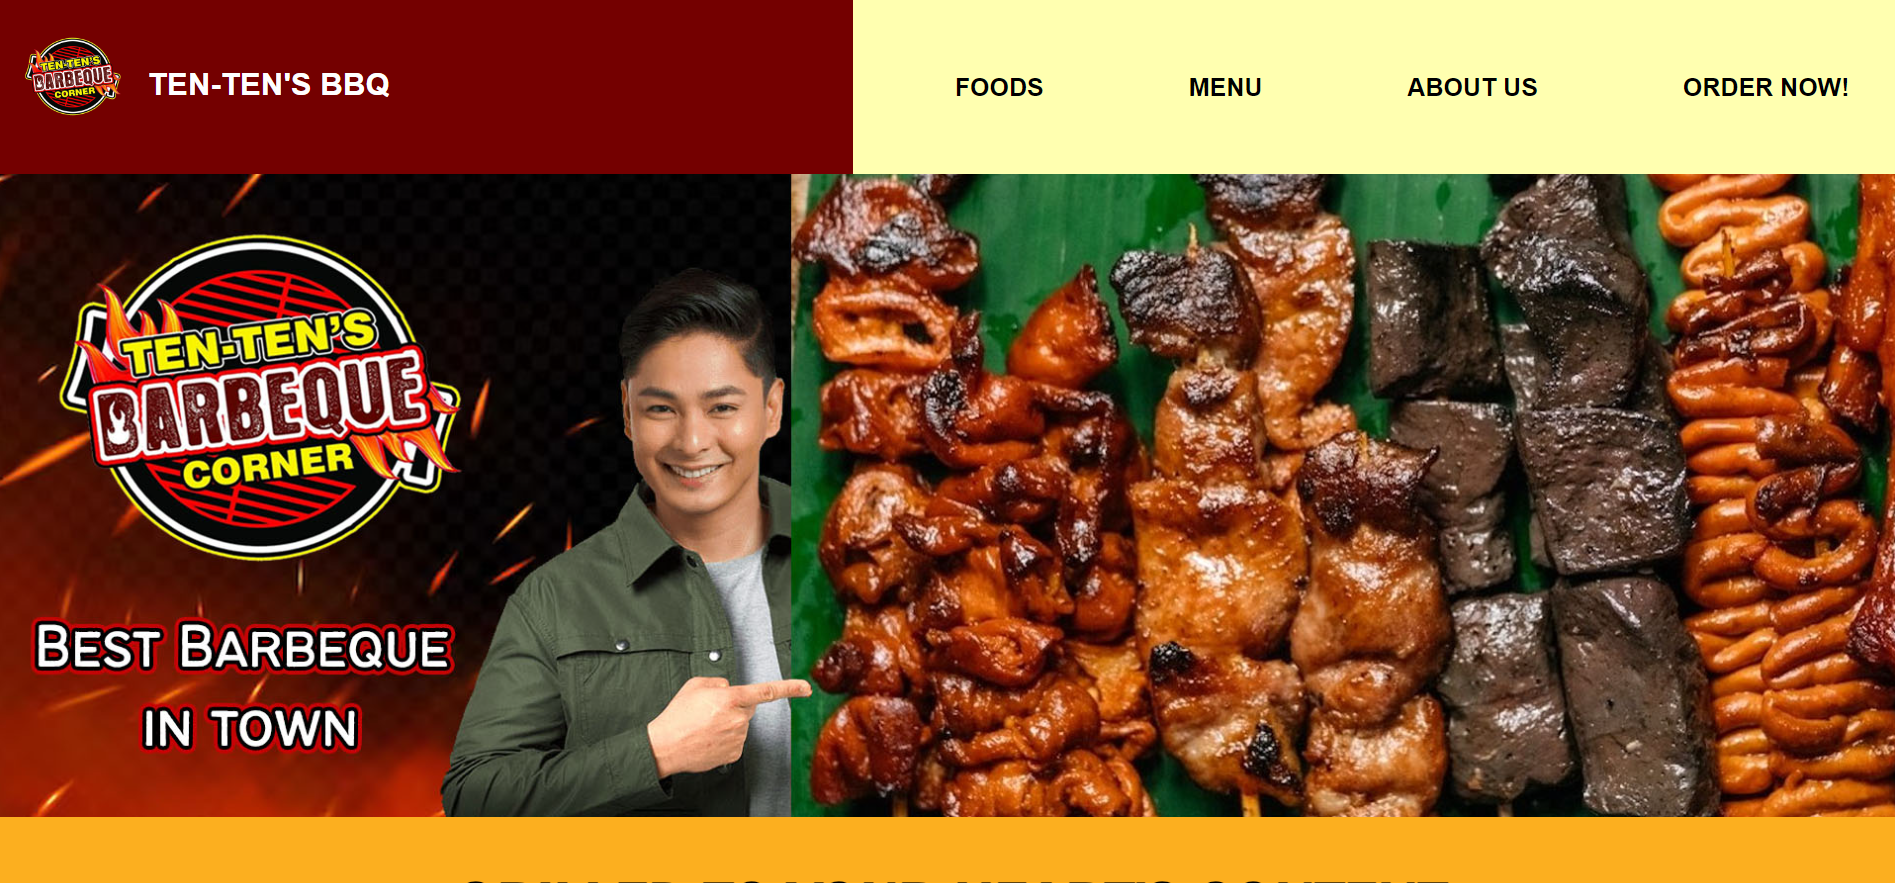 TEN-TEN'S
BARBEQUE
CORNER
TEN-TEN'S BBQ
FOODS
MENU
ABOUT US
ORDER NOW!
TEN-TEN'S
BARBEQUE
CORNER
BEST BARBEQUE
IN TOWN